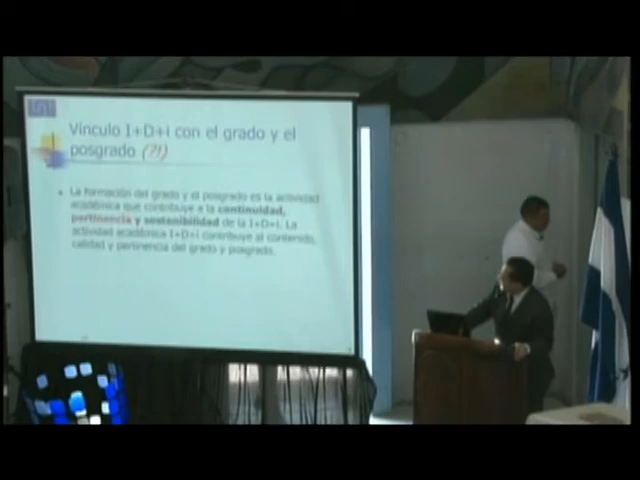 Vínculo I+D+i con el grado y el
posgrado (?!)
La formación del grado y el posgrado es la actividad
académica que contribuye a la continuidad,
pertinencia y sostenibilidad de la I+D+i. La
actividad académica I+D+i contribuye al contenido,
calidad y pertinencia del grado y posgrado.